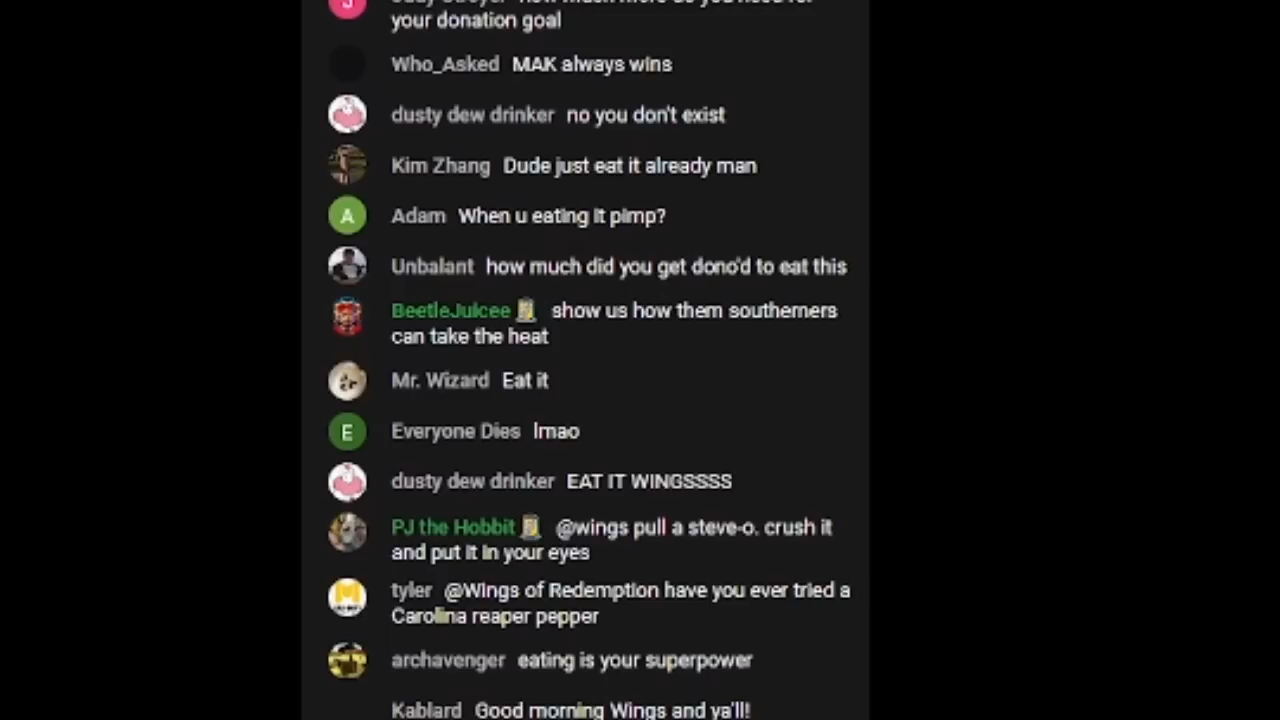 your donation goal
Who_Asked MAK always wins
dusty dew drinker no you don't exist
Kim Zhang Dude just eat it already man
A Adam When u eating it pimp?
Unbalant how much did you get dono'd to eat this
BeetleJuicee show us how them southerners
can take the heat
Mr. Wizard Eat it
E Everyone Dies lmao
dusty dew drinker EAT IT WINGSSSS
PJ the Hobbit @wings pull a steve-o. crush it
and put it in your eyes
tyler @Wings of Redemption have you ever tried a
Carolina reaper pepper
archavenger eating is your superpower
Kablard Good morning Wings and ya'll!